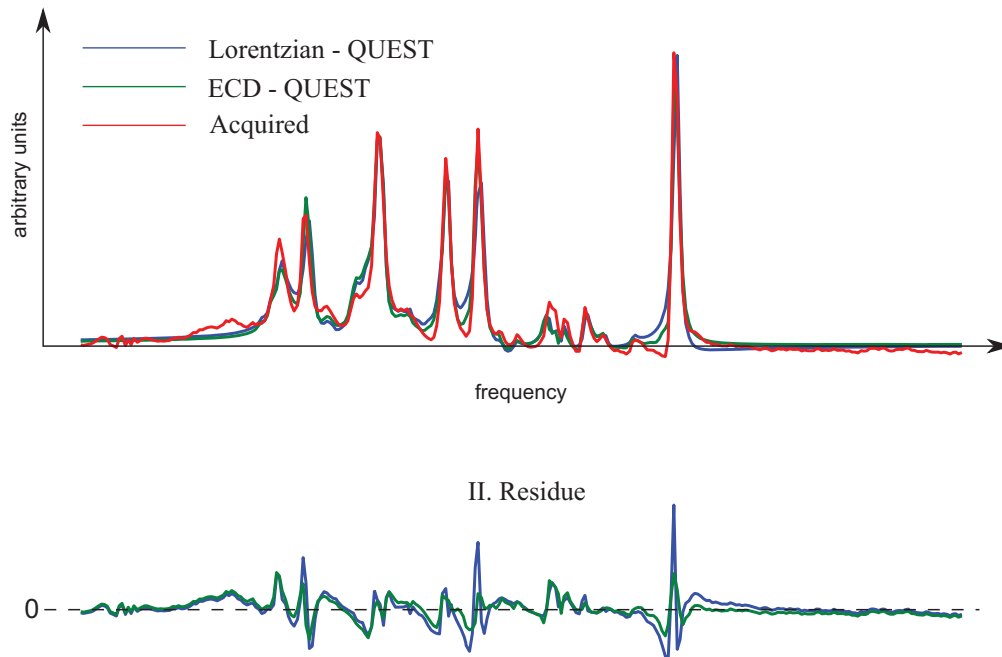 Lorentzian - QUEST
ECD - QUEST
Acquired
arbitrary units
frequency
II. Residue
0